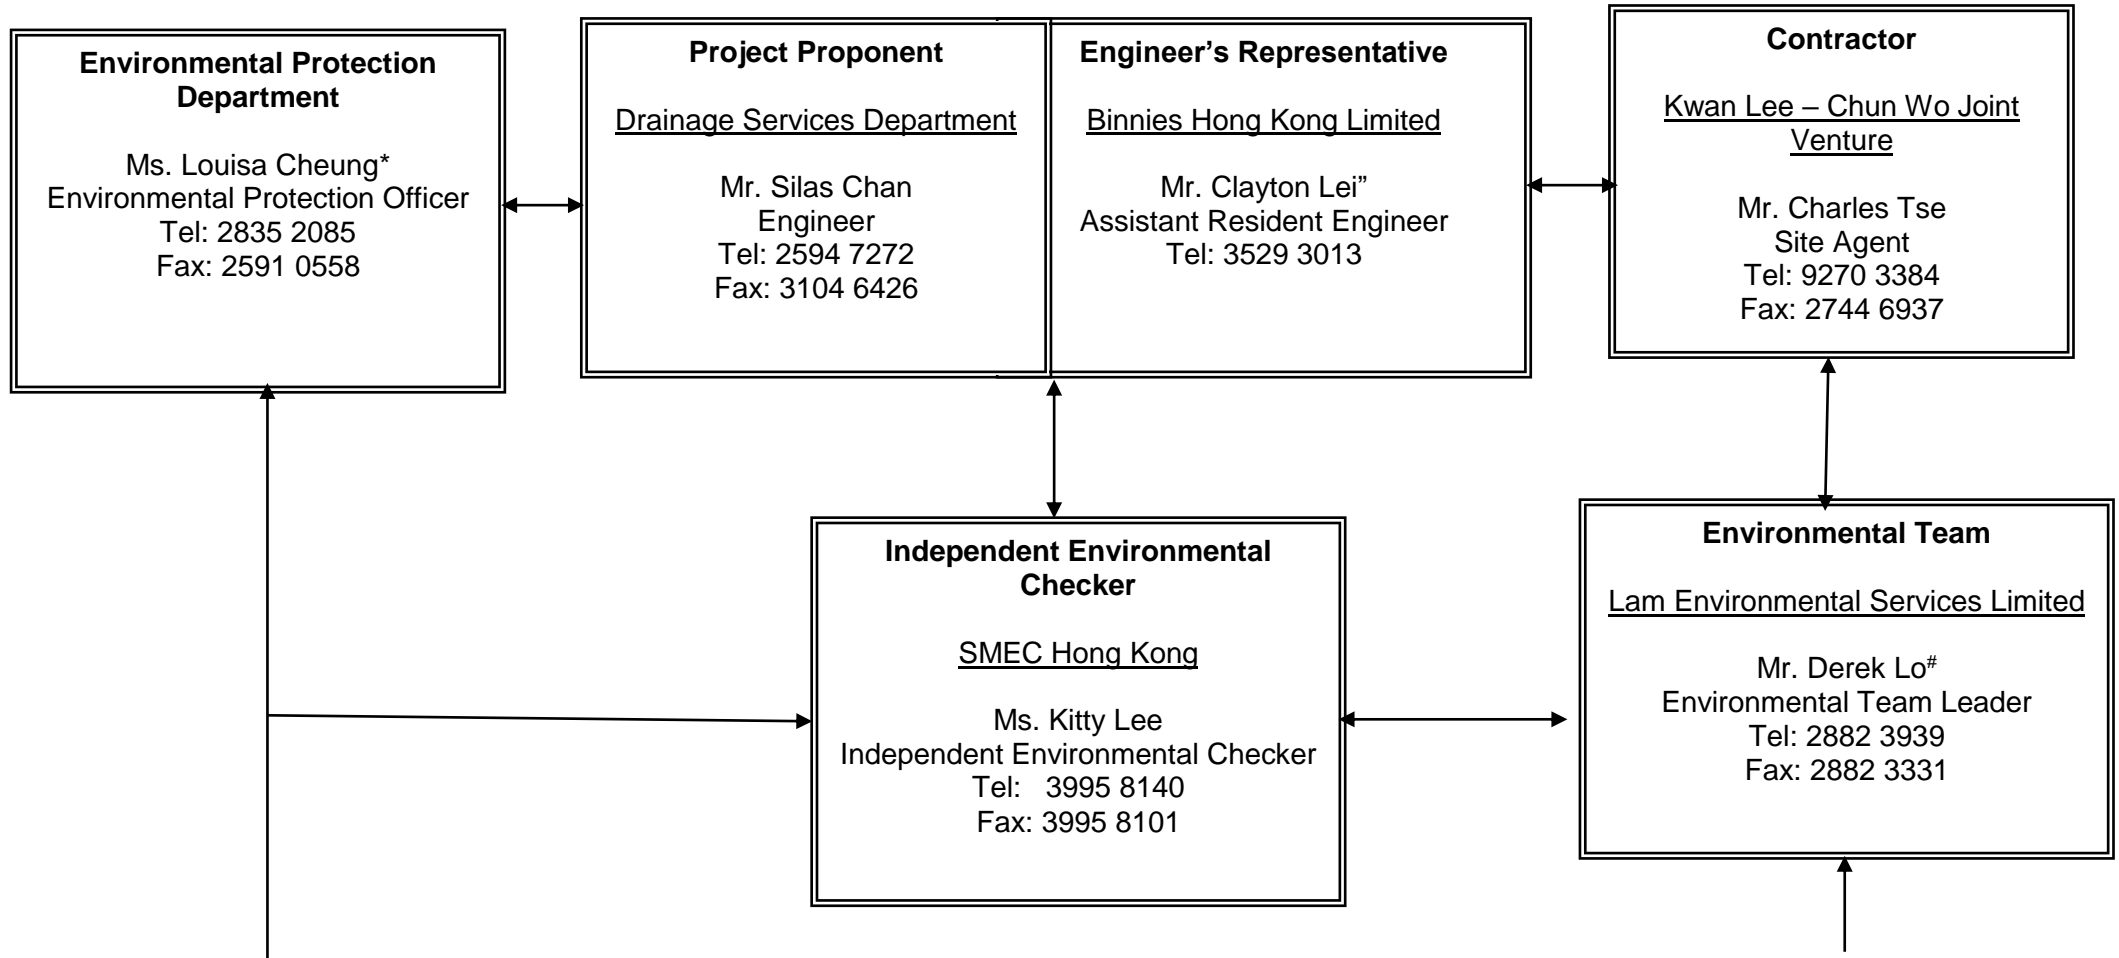 Environmental Protection
Department
Ms. Louisa Cheung*
Environmental Protection Officer
Tel: 2835 2085
Fax: 2591 0558
Project Proponent
Drainage Services Department
Mr. Silas Chan
Engineer
Tel: 2594 7272
Fax: 3104 6426
Engineer’s Representative
Binnies Hong Kong Limited
Mr. Clayton Lei”
Assistant Resident Engineer
Tel: 3529 3013
Contractor
Kwan Lee – Chun Wo Joint
Venture
Mr. Charles Tse
Site Agent
Tel: 9270 3384
Fax: 2744 6937
Independent Environmental
Checker
SMEC Hong Kong
Ms. Kitty Lee
Independent Environmental Checker
Tel: 3995 8140
Fax: 3995 8101
Environmental Team
Lam Environmental Services Limited
Mr. Derek Lo#
Environmental Team Leader
Tel: 2882 3939
Fax: 2882 3331